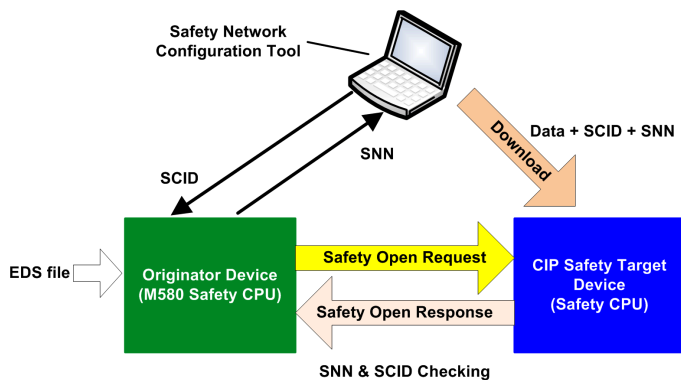 Safety Network
Configuration Tool
Download
Data + SCID + SNN
SNN
SCID
EDS file
Originator Device
(M580 Safety CPU)
Safety Open Request
Safety Open Response
CIP Safety Target
Device
(Safety CPU)
SNN & SCID Checking